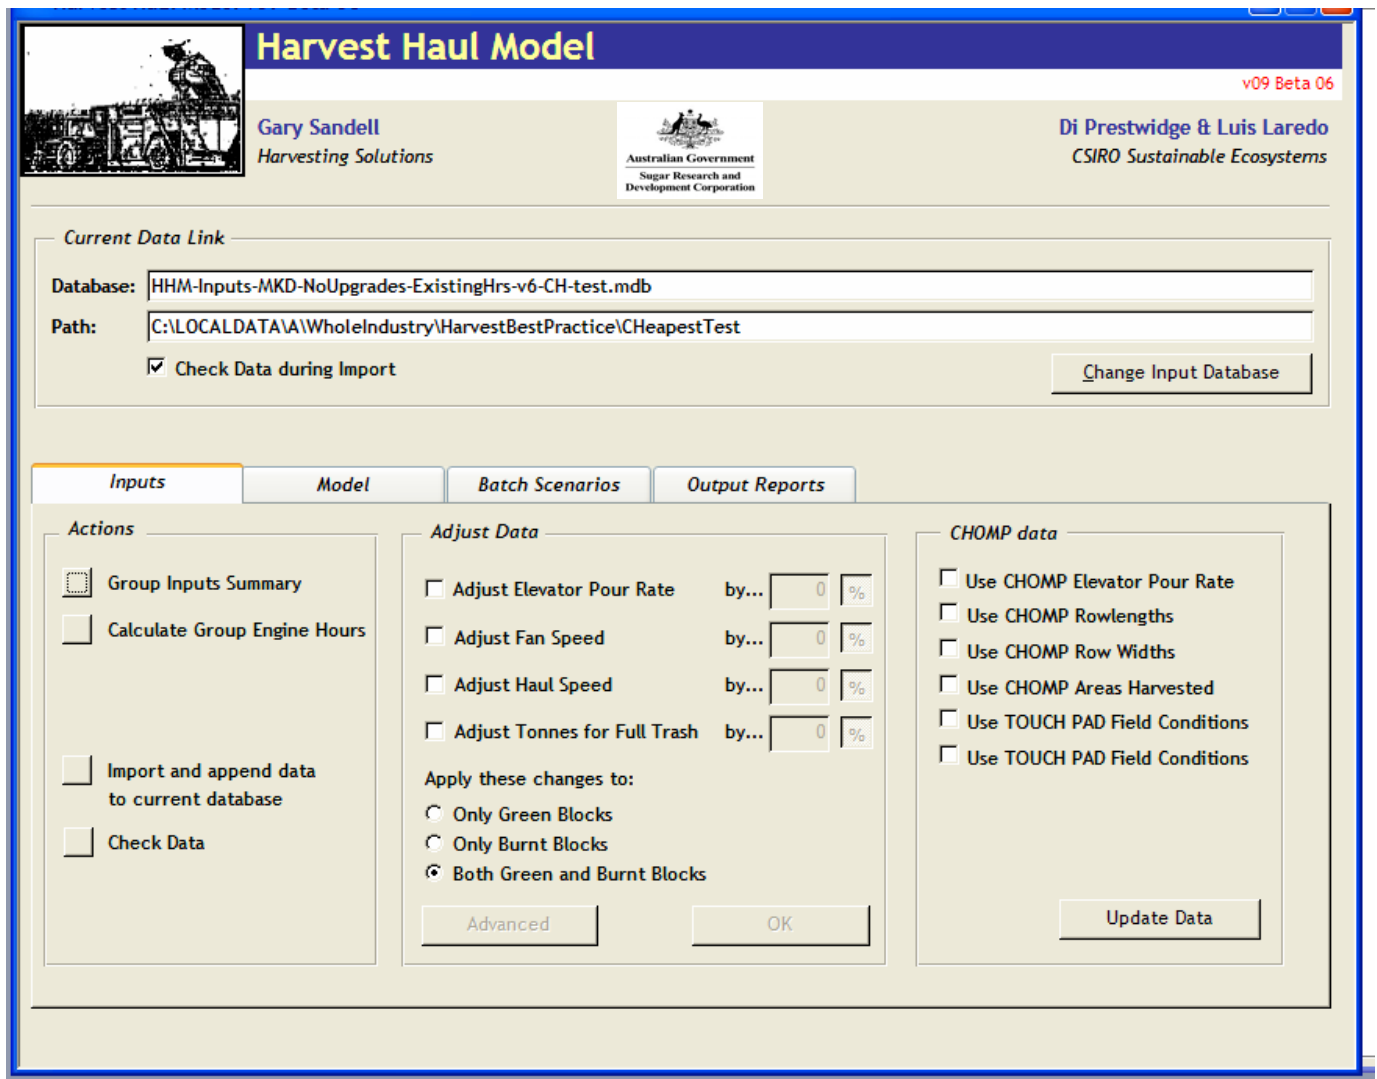 Harvest Haul Model
v09 Beta 06
Gary Sandell
Harvesting Solutions
Australian Government
Sugar Research and
Development Corporation
Di Prestwidge & Luis Laredo
CSIRO Sustainable Ecosystems
Current Data Link
Database: HHM-Inputs-MKD-NoUpgrades-ExistingHrs-v6-CH-test.mdb
Path: C:\LOCALDATA\A\WholeIndustry\HarvestBestPractice\CHeapestTest
Check Data during Import
Change Input Database
Inputs Model Batch Scenarios Output Reports
Actions
Group Inputs Summary
Calculate Group Engine Hours
Import and append data
to current database
Check Data
Adjust Data
Adjust Elevator Pour Rate by... 0 %
Adjust Fan Speed by... 0 %
Adjust Haul Speed by... 0 %
Adjust Tonnes for Full Trash by... 0 %
Apply these changes to:
Only Green Blocks
Only Burnt Blocks
Both Green and Burnt Blocks
Advanced OK
CHOMP data
Use CHOMP Elevator Pour Rate
Use CHOMP Rowlengths
Use CHOMP Row Widths
Use CHOMP Areas Harvested
Use TOUCH PAD Field Conditions
Use TOUCH PAD Field Conditions
Update Data